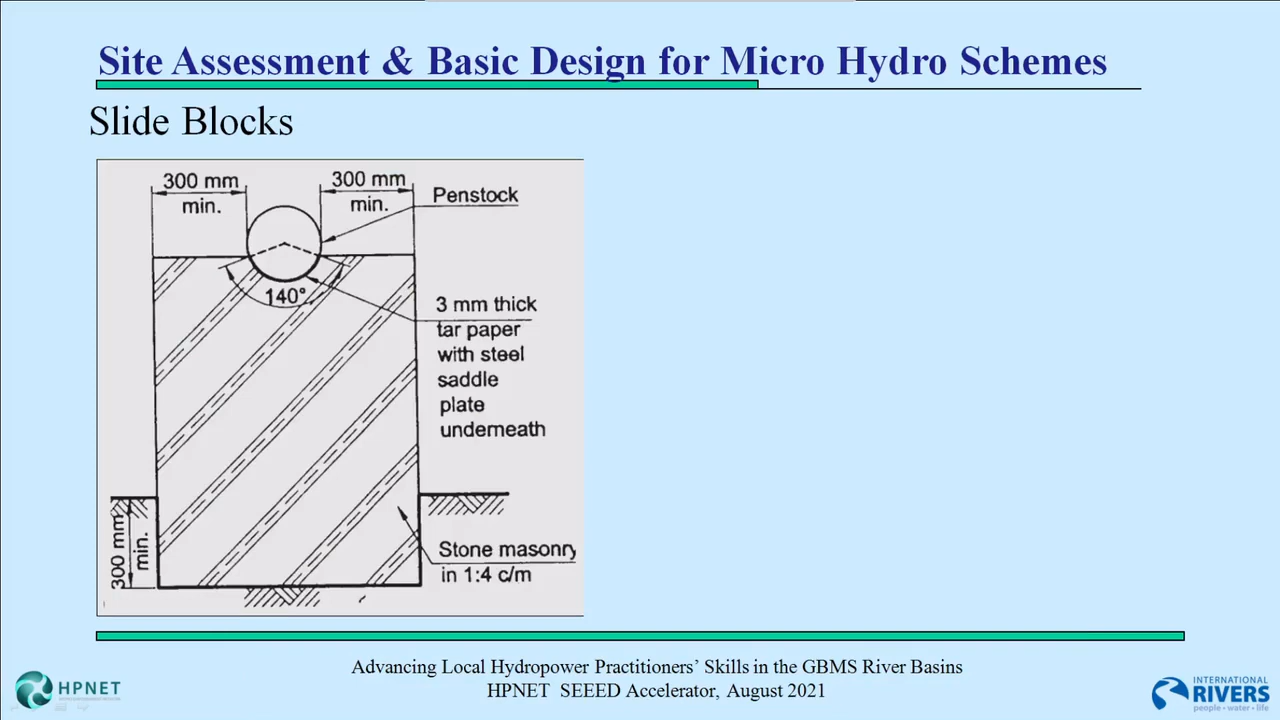 Site Assessment & Basic Design for Micro Hydro Schemes
Slide Blocks
300 mm
min.
300 mm
min.
Penstock
140°
3 mm thick
tar paper
with steel
saddle
plate
underneath
300 mm
min.
Stone masonry
in 1:4 c/m
Advancing Local Hydropower Practitioners’ Skills in the GBMS River Basins
HPNET SEEED Accelerator, August 2021
HPNET
INTERNATIONAL
RIVERS
people • water • life